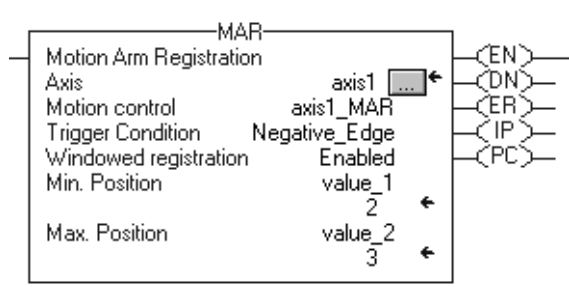 MAR
Motion Arm Registration (EN)
Axis axis1 ... (DN)
Motion control axis1_MAR (ER)
Trigger Condition Negative_Edge (IP)
Windowed registration Enabled (PC)
Min. Position value_1
2
Max. Position value_2
3